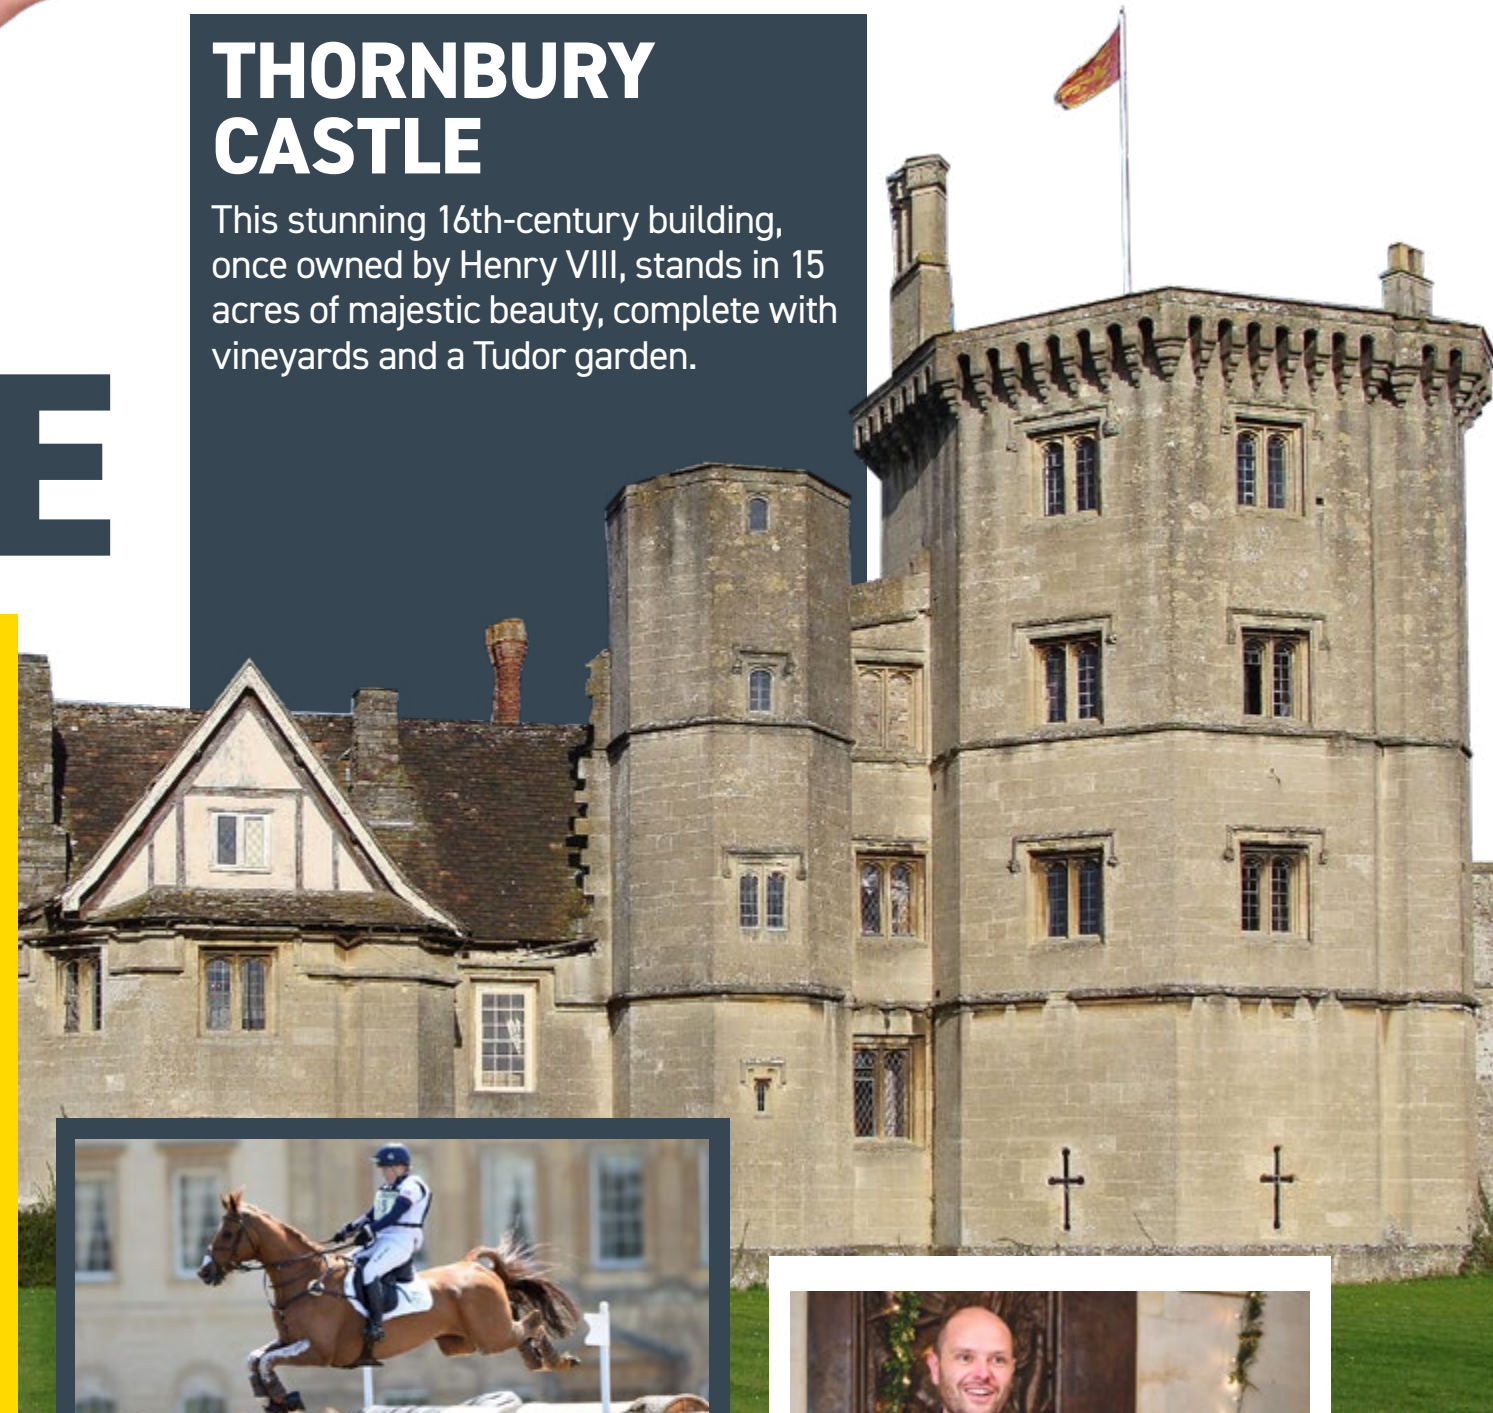 THORNBURY
CASTLE
This stunning 16th-century building,
once owned by Henry VIII, stands in 15
acres of majestic beauty, complete with
vineyards and a Tudor garden.
E